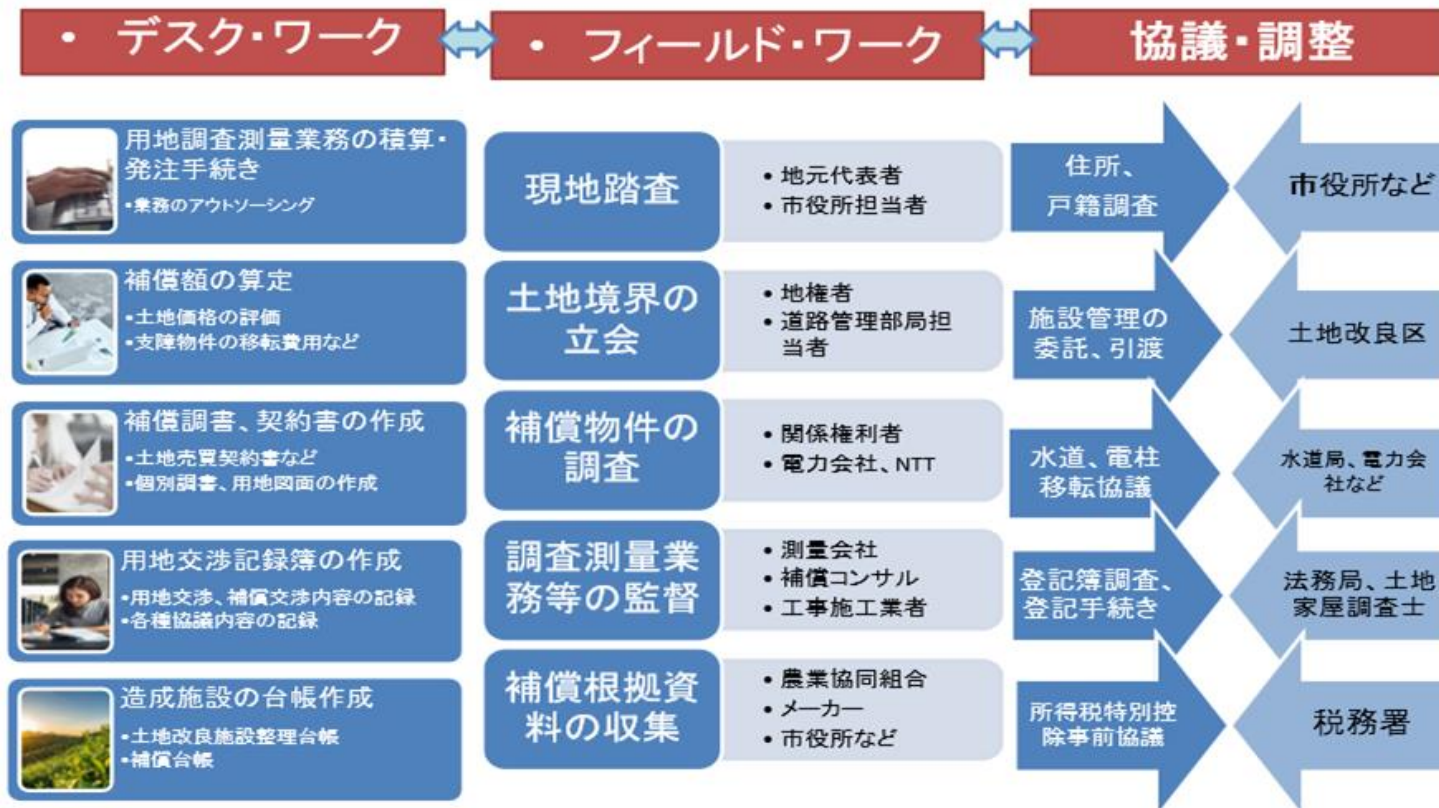 ・ デスク・ワーク
・ フィールド・ワーク
協議・調整
用地調査測量業務の積算・
発注手続き
•業務のアウトソーシング
補償額の算定
•土地価格の評価
•支障物件の移転費用など
補償調書、契約書の作成
•土地売買契約書など
•個別調書、用地図面の作成
用地交渉記録簿の作成
•用地交渉、補償交渉内容の記録
•各種協議内容の記録
造成施設の台帳作成
•土地改良施設整理台帳
•補償台帳
現地踏査
• 地元代表者
• 市役所担当者
土地境界の
立会
• 地権者
• 道路管理部局担
当者
補償物件の
調査
• 関係権利者
• 電力会社、NTT
調査測量業
務等の監督
• 測量会社
• 補償コンサル
• 工事施工業者
補償根拠資
料の収集
• 農業協同組合
• メーカー
• 市役所など
住所、
戸籍調査
市役所など
施設管理の
委託、引渡
土地改良区
水道、電柱
移転協議
水道局、電力会
社など
登記簿調査、
登記手続き
法務局、土地
家屋調査士
所得税特別控
除事前協議
税務署